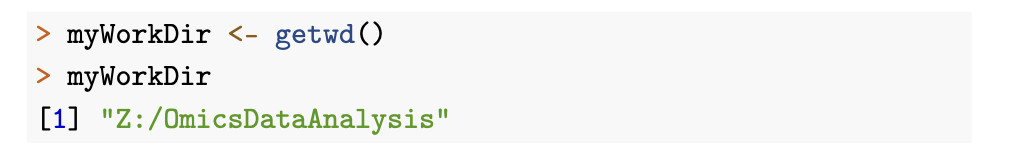 > myWorkDir <- getwd()
> myWorkDir
[1] "Z:/OmicsDataAnalysis"